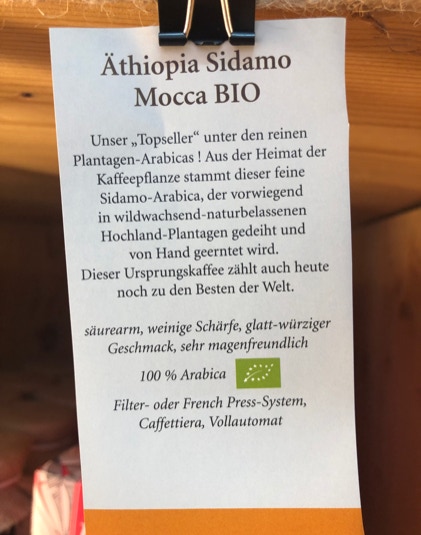 Äthiopia Sidamo
Mocca BIO
Unser „Topseller“ unter den reinen
Plantagen-Arabicas ! Aus der Heimat der
Kaffeepflanze stammt dieser feine
Sidamo-Arabica, der vorwiegend
in wildwachsend-naturbelassenen
Hochland-Plantagen gedeiht und
von Hand geerntet wird.
Dieser Ursprungskaffee zählt auch heute
noch zu den Besten der Welt.
säurearm, weinige Schärfe, glatt-würziger
Geschmack, sehr magenfreundlich
100 % Arabica
Filter- oder French Press-System,
Caffettiera, Vollautomat